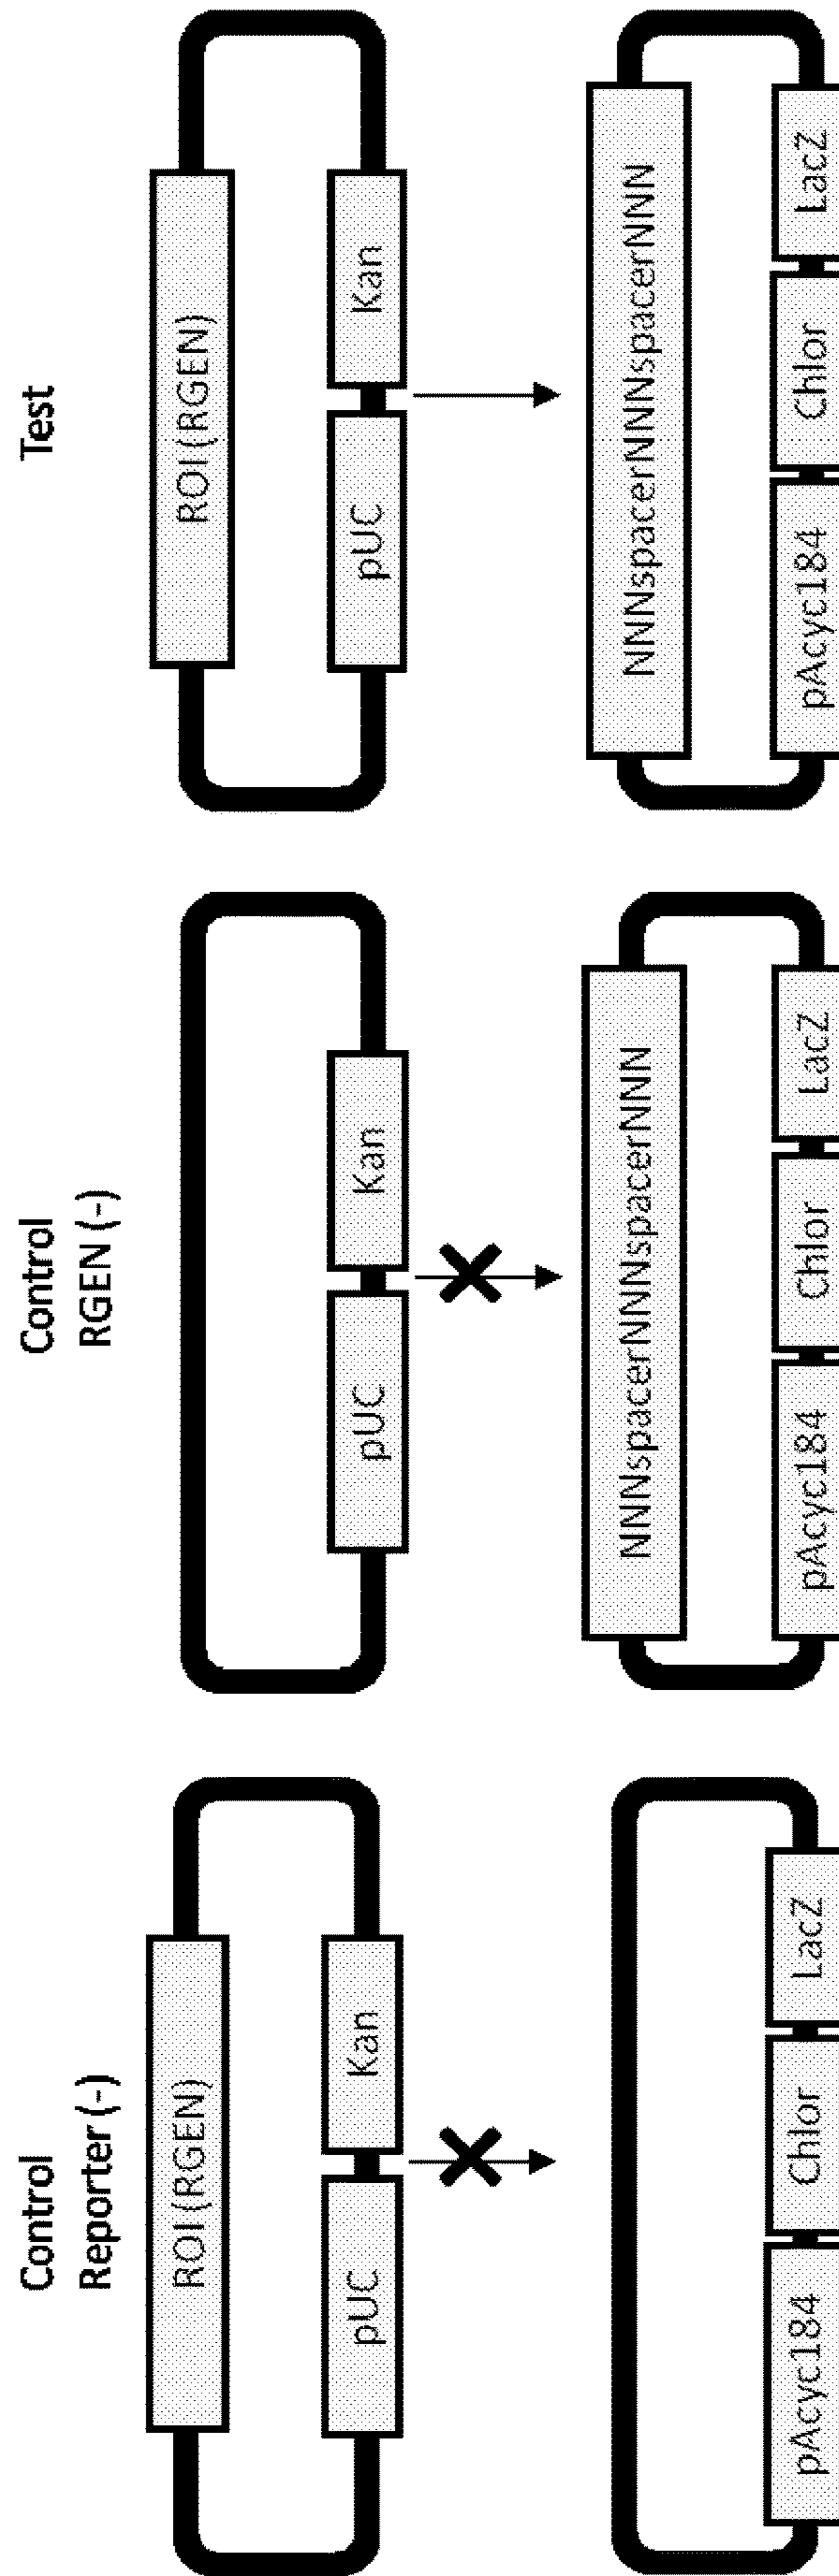 Control
Reporter (-)
ROI (RGEN)
pUC
Kan
pAcyc184
Chlor
LacZ
Control
RGEN (-)
pUC
Kan
NNNspacerNNNspacerNNN
pAcyc184
Chlor
LacZ
Test
ROI (RGEN)
pUC
Kan
NNNspacerNNNspacerNNN
pAcyc184
Chlor
LacZ